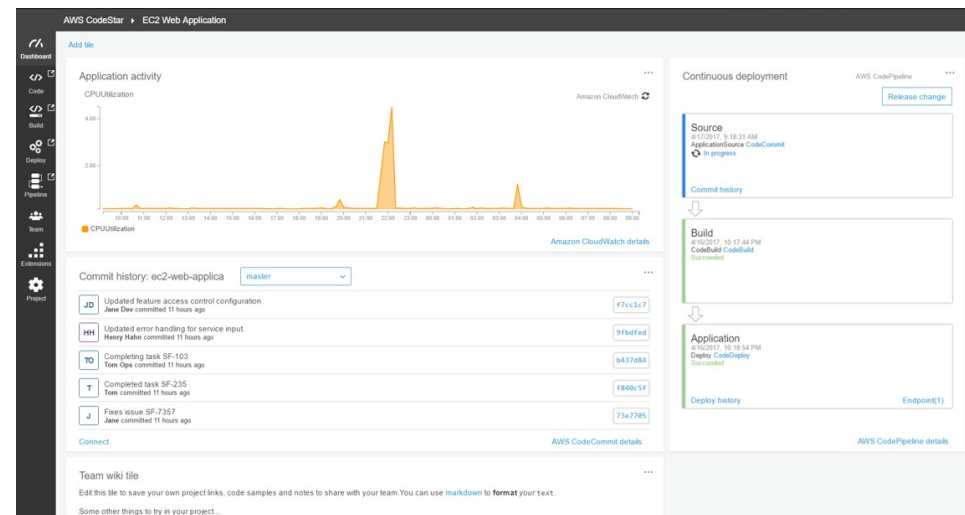 AWS CodeStar ▸ EC2 Web Application
Dashboard
Code
Build
Deploy
Pipeline
Team
Extensions
Project
Add tile
Application activity
CPUUtilization
Amazon CloudWatch
4.00
2.00
10:00 11:00 12:00 13:00 14:00 15:00 16:00 17:00 18:00 19:00 20:00 21:00 22:00 23:00 00:00 01:00 02:00 03:00 04:00 05:00 06:00 07:00 08:00 09:00
CPUUtilization
Amazon CloudWatch details
Commit history: ec2-web-applica
master
JD
Updated feature access control configuration.
Jane Dev committed 11 hours ago
f7cc1c7
HH
Updated error handling for service input.
Henry Hahn committed 11 hours ago
9fbdfed
TO
Completing task SF-103
Tom Ops committed 11 hours ago
b437d84
T
Completed task SF-235
Tom committed 11 hours ago
f840c5f
J
Fixes issue SF-7357
Jane committed 11 hours ago
73e7705
Connect
AWS CodeCommit details
Team wiki tile
Edit this tile to save your own project links, code samples and notes to share with your team.You can use markdown to format your text.
Some other things to try in your project...
Continuous deployment
AWS CodePipeline
Release change
Source
4/17/2017, 9:18:31 AM
ApplicationSource CodeCommit
In progress
Commit history
Build
4/16/2017, 10:17:44 PM
CodeBuild CodeBuild
Succeeded
Application
4/16/2017, 10:18:54 PM
Deploy CodeDeploy
Succeeded
Deploy history
Endpoint(1)
AWS CodePipeline details